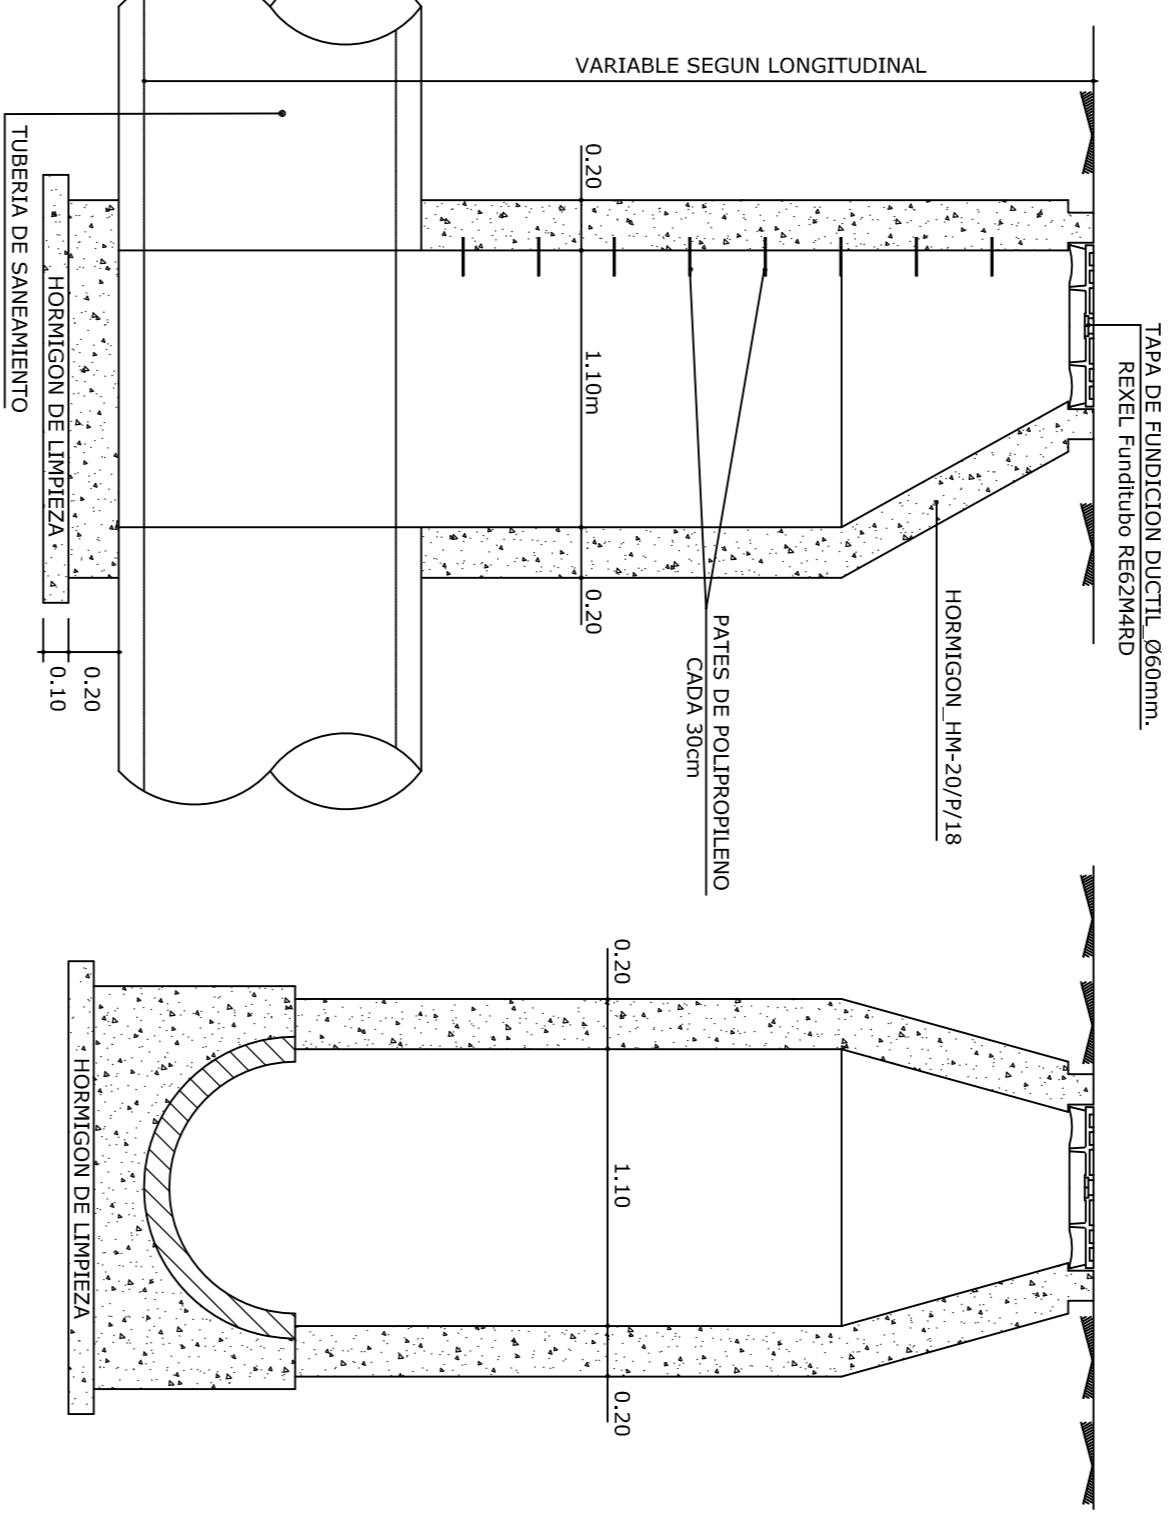 TAPA DE FUNDICION DUCTIL_Ø60mm.
REXEL Funditubo RE62M4RD
VARIABLE SEGUN LONGITUDINAL
HORMIGON_HM-20/P/18
PATES DE POLIPROPILENO
CADA 30cm
0.20
1.10m
0.20
0.20
0.10
HORMIGON DE LIMPIEZA
TUBERIA DE SANEAMIENTO
0.20
1.10
0.20
HORMIGON DE LIMPIEZA